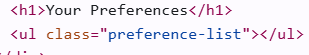 <h1>Your Preferences</h1>
<ul class="preference-list"></ul>